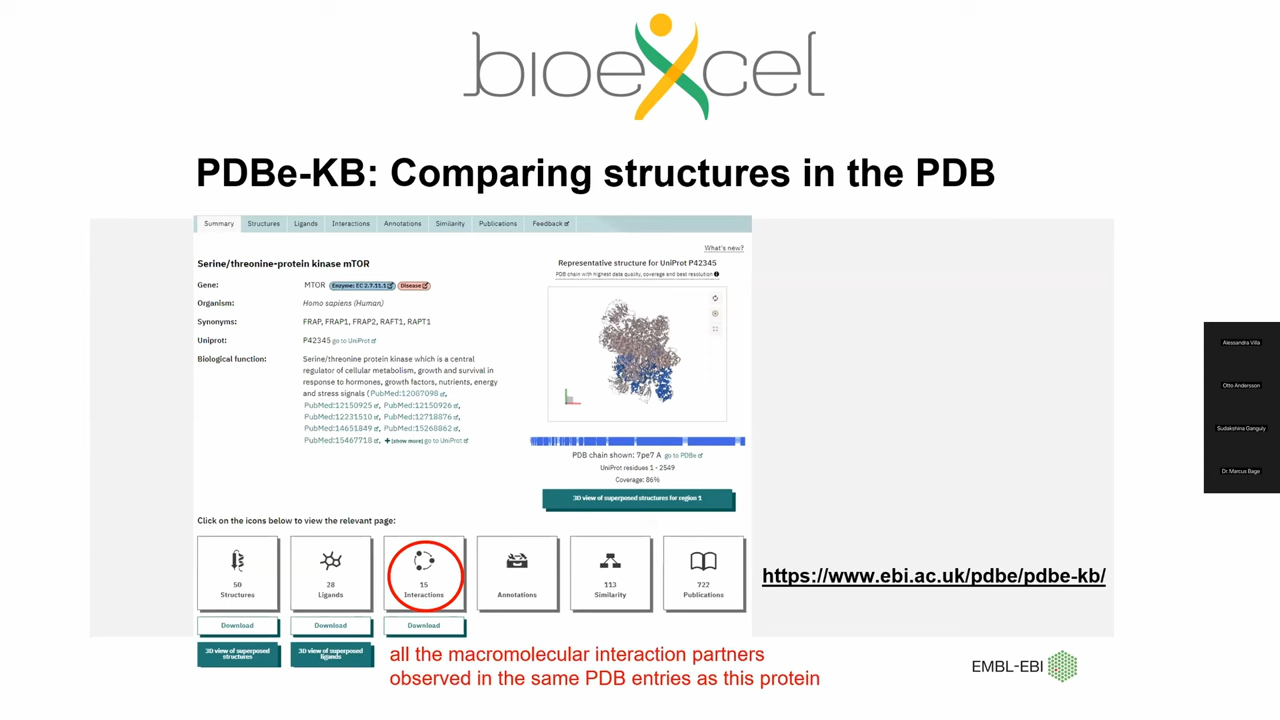 bioexcel
PDBe-KB: Comparing structures in the PDB
Summary Structures Ligands Interactions Annotations Similarity Publications Feedback
What's new?
Serine/threonine-protein kinase mTOR
Gene: MTOR Enzyme: EC 2.7.11.1 Disease
Organism: Homo sapiens (Human)
Synonyms: FRAP, FRAP1, FRAP2, RAFT1, RAPT1
Uniprot: P42345 go to UniProt
Biological function: Serine/threonine protein kinase which is a central
regulator of cellular metabolism, growth and survival in
response to hormones, growth factors, nutrients, energy
and stress signals (PubMed:12087098,
PubMed:12150925, PubMed:12150926,
PubMed:12231510, PubMed:12718876,
PubMed:14651849, PubMed:15268862,
PubMed:15467718, (show more) go to UniProt
Representative structure for UniProt P42345
PDB chain with highest data quality, coverage and best resolution
PDB chain shown: 7pe7 A go to PDBe
UniProt residues 1 - 2549
Coverage: 86%
3D view of superposed structures for region 1
Click on the icons below to view the relevant page:
50 28 15 113 722
Structures Ligands Interactions Annotations Similarity Publications
Download Download Download
3D view of superposed structures
3D view of superposed ligands
https://www.ebi.ac.uk/pdbe/pdbe-kb/
all the macromolecular interaction partners
observed in the same PDB entries as this protein
EMBL-EBI
Alessandra Villa
Otto Andersson
Sudakshina Ganguly
Dr. Marcus Bage